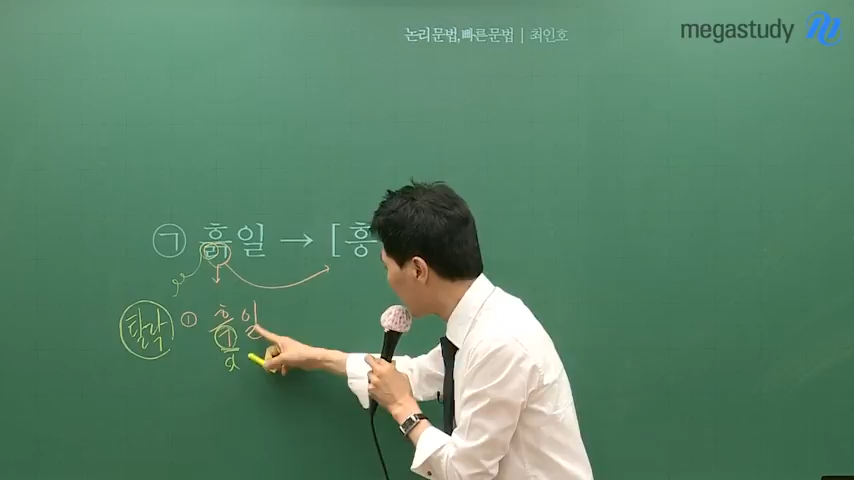 논리문법,빠른문법 | 최인호
megastudy
㉠ 흙일 → [흥
탈락 ① 흑일